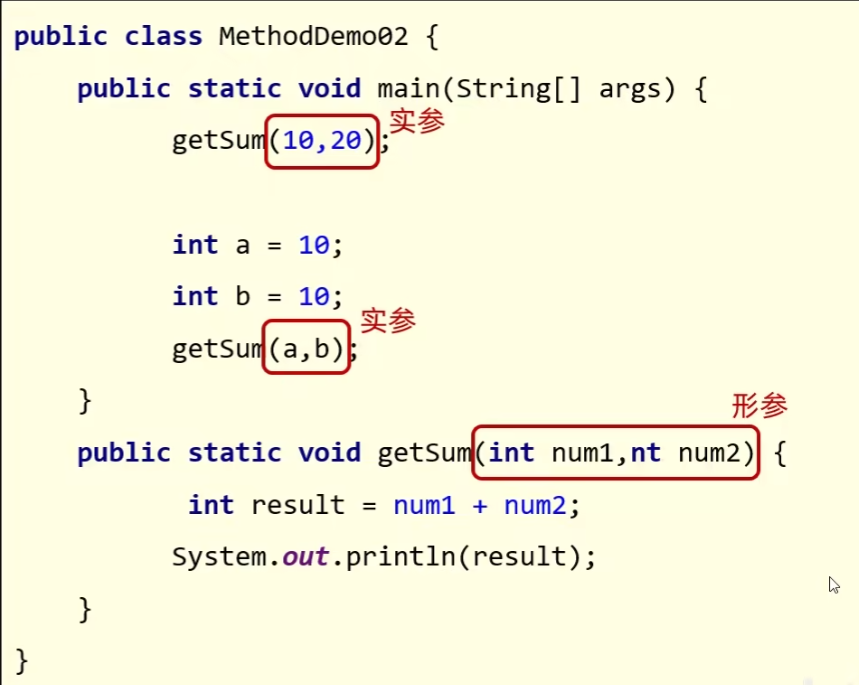 public class MethodDemo02 {
public static void main(String[] args) {
getSum(10,20); 实参
int a = 10;
int b = 10;
getSum(a,b); 实参
}
形参
public static void getSum(int num1,nt num2) {
int result = num1 + num2;
System.out.println(result);
}
}